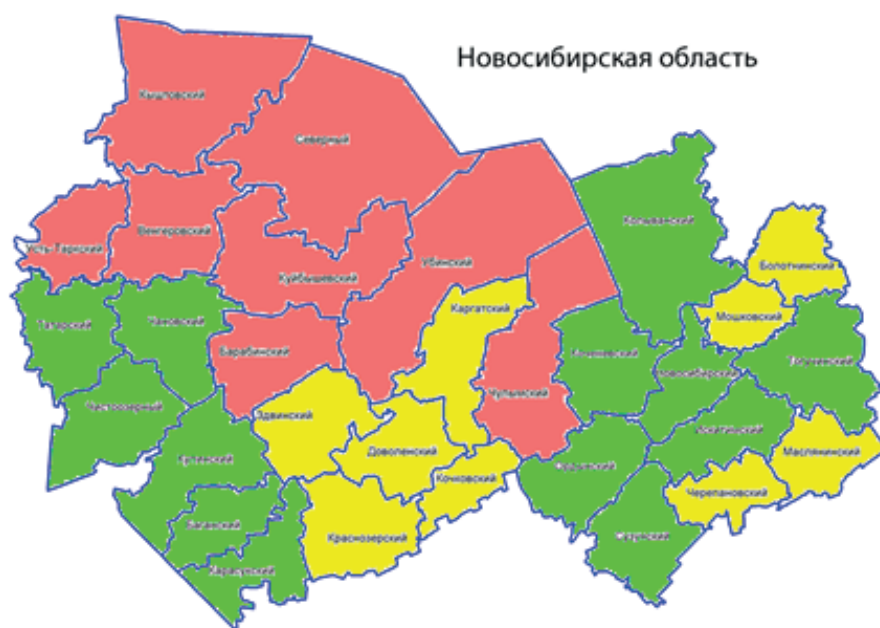 Новосибирская область
Кыштовский
Северный
Усть-Таркский
Венгеровский
Куйбышевский
Убинский
Колыванский
Болотнинский
Татарский
Чановский
Барабинский
Каргатский
Мошковский
Тогучинский
Чистоозерный
Здвинский
Чулымский
Коченевский
Новосибирский
Купинский
Доволенский
Кочковский
Ордынский
Искитимский
Маслянинский
Баганский
Краснозерский
Черепановский
Карасукский
Сузунский